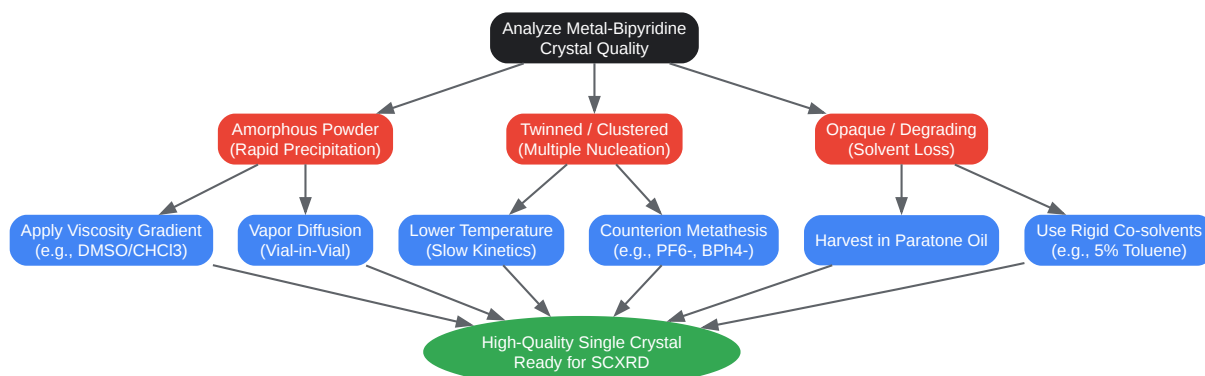 Analyze Metal-Bipyridine
Crystal Quality
Amorphous Powder
(Rapid Precipitation)
Twinned / Clustered
(Multiple Nucleation)
Opaque / Degrading
(Solvent Loss)
Apply Viscosity Gradient
(e.g., DMSO/CHCl3)
Vapor Diffusion
(Vial-in-Vial)
Lower Temperature
(Slow Kinetics)
Counterion Metathesis
(e.g., PF6-, BPh4-)
Harvest in Paratone Oil
Use Rigid Co-solvents
(e.g., 5% Toluene)
High-Quality Single Crystal
Ready for SCXRD